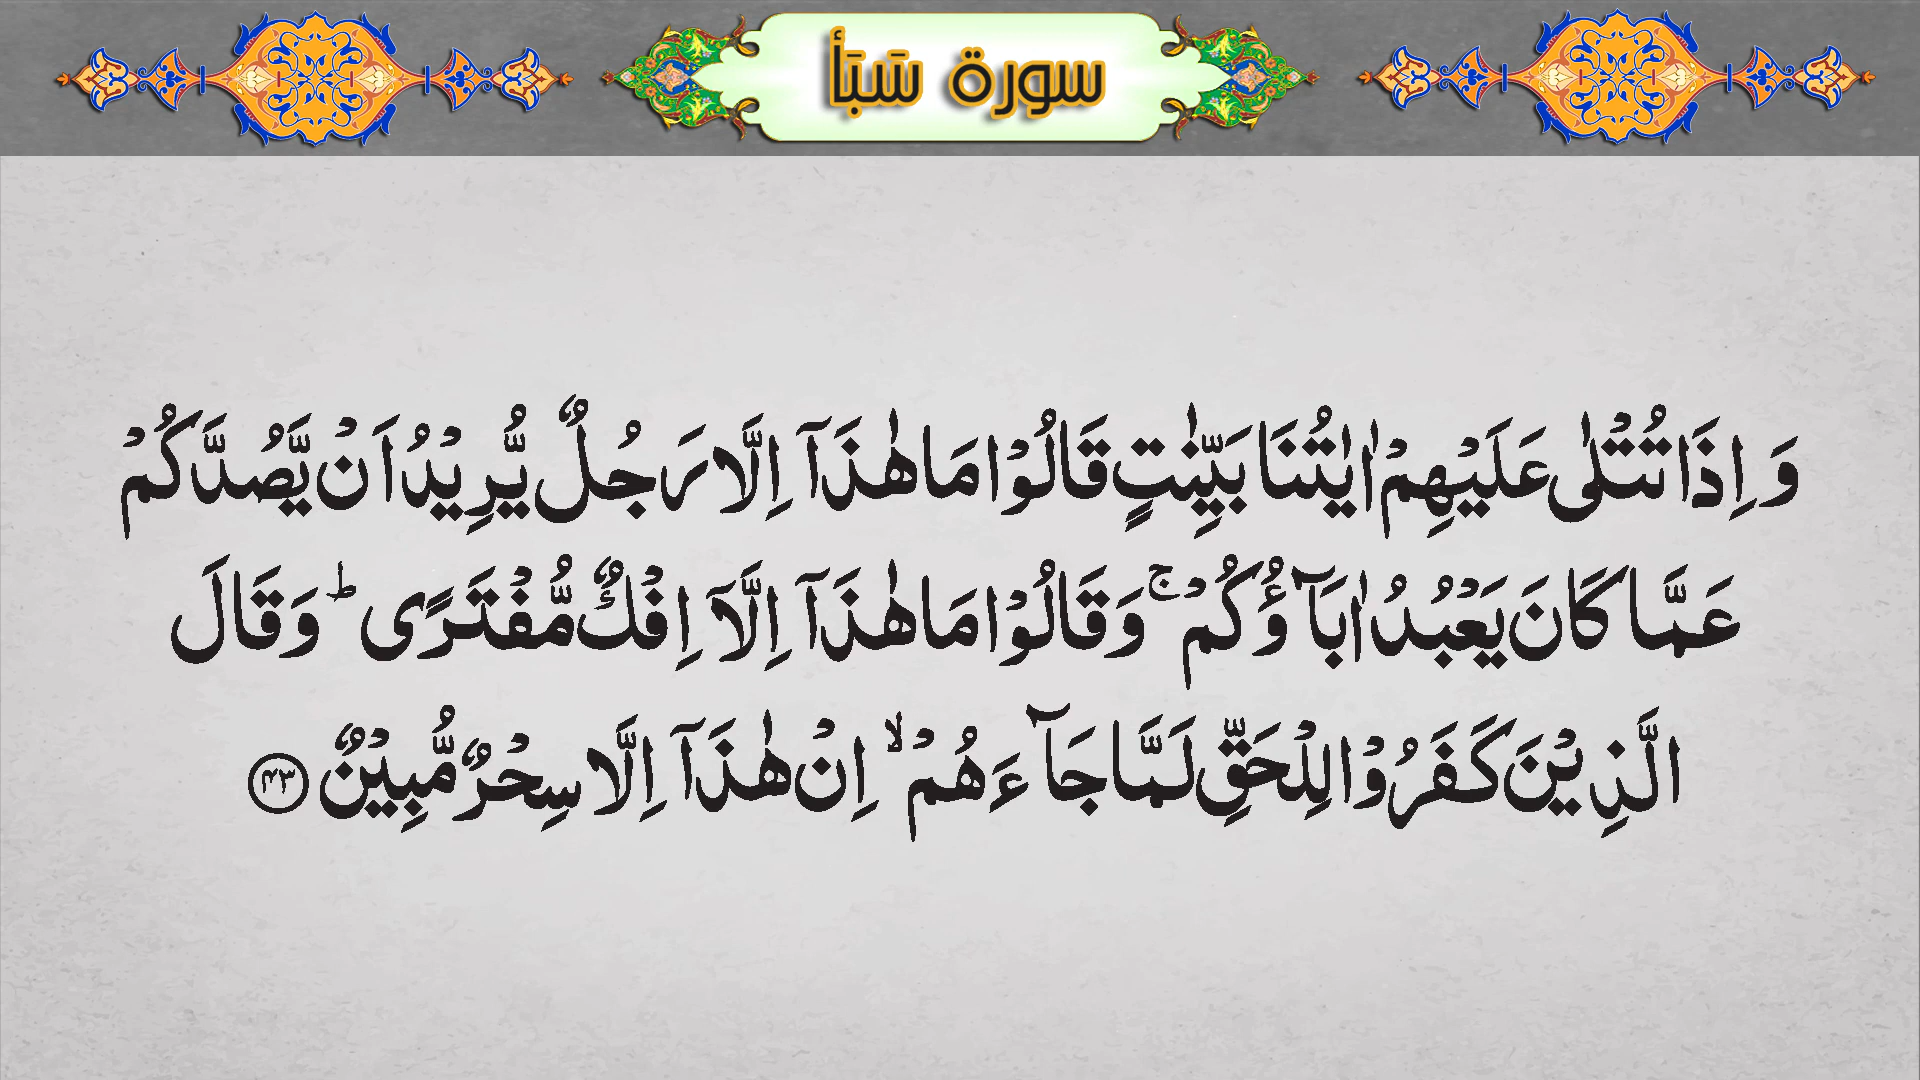 سورة سَبَأ
وَ اِذَا تُتْلٰى عَلَیْهِمْ اٰیٰتُنَا بَیِّنٰتٍ قَالُوْا مَا هٰذَاۤ اِلَّا رَجُلٌ یُّرِیْدُ اَنْ یَّصُدَّكُمْ
عَمَّا كَانَ یَعْبُدُ اٰبَآؤُكُمْ ۚ وَ قَالُوْا مَا هٰذَاۤ اِلَّاۤ اِفْكٌ مُّفْتَرًی ؕ وَ قَالَ
الَّذِیْنَ كَفَرُوْا لِلْحَقِّ لَمَّا جَآءَهُمْ ۙ اِنْ هٰذَاۤ اِلَّا سِحْرٌ مُّبِیْنٌ ۝۴۳